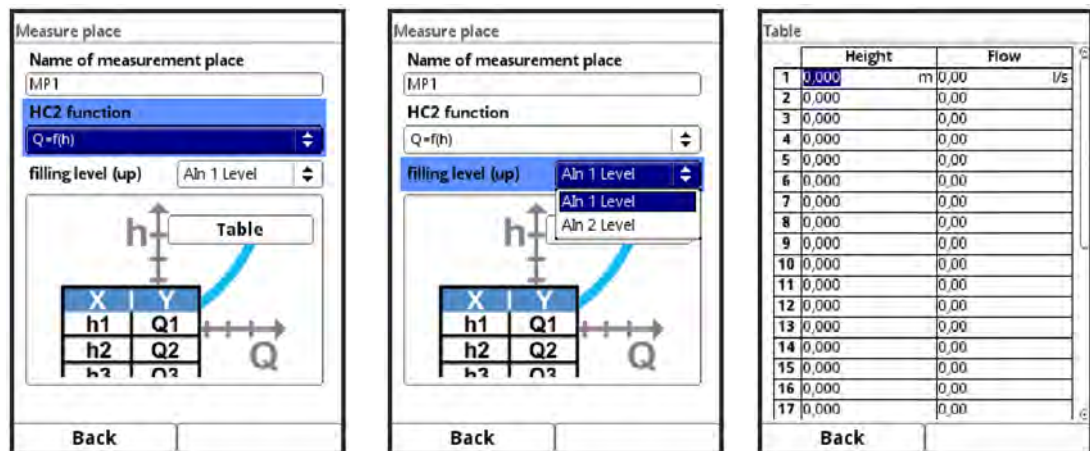 Measure place
Name of measurement place
MP1
HC2 function
Q=f(h)
filling level (up) AIn 1 Level
h
Table
X Y
h1 Q1
h2 Q2
h3 Q3
Q
Back
Measure place
Name of measurement place
MP1
HC2 function
Q=f(h)
filling level (up) AIn 1 Level
AIn 1 Level
AIn 2 Level
h
X Y
h1 Q1
h2 Q2
h3 Q3
Q
Back
Table
Height Flow
1 0,000 m 0,00 l/s
2 0,000 0,00
3 0,000 0,00
4 0,000 0,00
5 0,000 0,00
6 0,000 0,00
7 0,000 0,00
8 0,000 0,00
9 0,000 0,00
10 0,000 0,00
11 0,000 0,00
12 0,000 0,00
13 0,000 0,00
14 0,000 0,00
15 0,000 0,00
16 0,000 0,00
17 0,000 0,00
Back